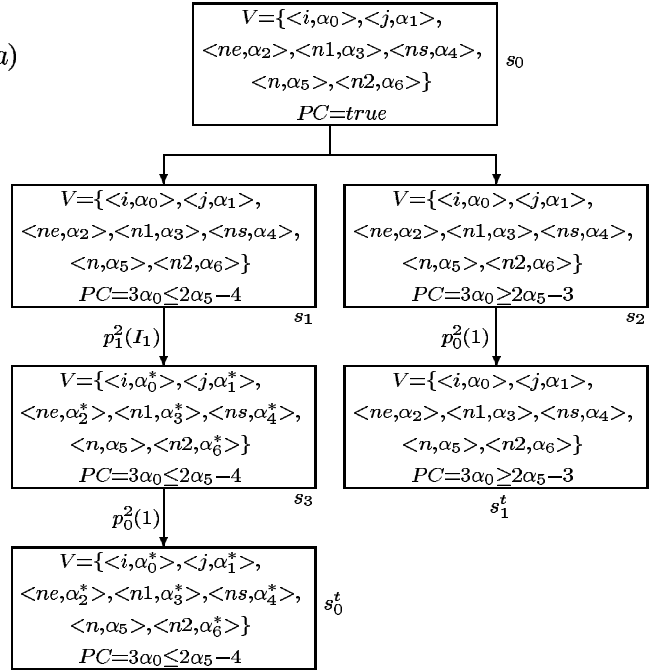 a)
V={<i,α₀>,<j,α₁>,
<ne,α₂>,<n1,α₃>,<ns,α₄>,
<n,α₅>,<n2,α₆>}
PC=true
s₀
V={<i,α₀>,<j,α₁>,
<ne,α₂>,<n1,α₃>,<ns,α₄>,
<n,α₅>,<n2,α₆>}
PC=3α₀≤2α₅−4
s₁
V={<i,α₀>,<j,α₁>,
<ne,α₂>,<n1,α₃>,<ns,α₄>,
<n,α₅>,<n2,α₆>}
PC=3α₀≥2α₅−3
s₂
p₁²(I₁)
p₀²(1)
V={<i,α₀*>,<j,α₁*>,
<ne,α₂*>,<n1,α₃*>,<ns,α₄*>,
<n,α₅>,<n2,α₆*>}
PC=3α₀≤2α₅−4
s₃
V={<i,α₀>,<j,α₁>,
<ne,α₂>,<n1,α₃>,<ns,α₄>,
<n,α₅>,<n2,α₆>}
PC=3α₀≥2α₅−3
s₁ᵗ
p₀²(1)
V={<i,α₀*>,<j,α₁*>,
<ne,α₂*>,<n1,α₃*>,<ns,α₄*>,
<n,α₅>,<n2,α₆*>}
PC=3α₀≤2α₅−4
s₀ᵗ